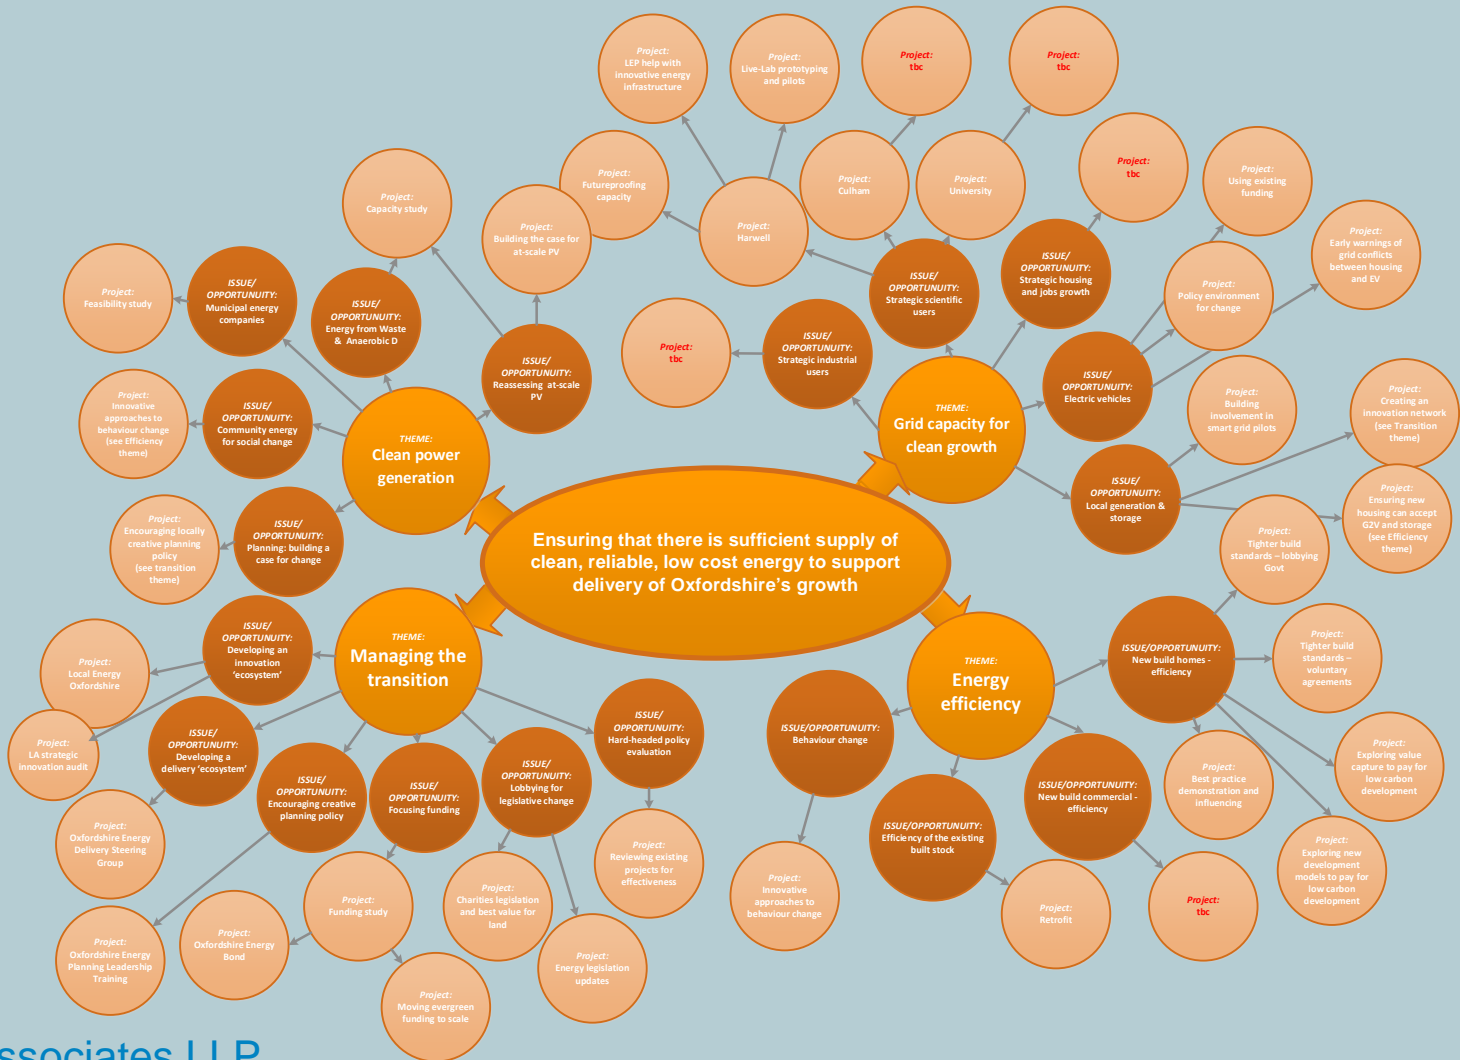 Ensuring that there is sufficient supply of
clean, reliable, low cost energy to support
delivery of Oxfordshire's growth
THEME:
Clean power
generation
ISSUE/
OPPORTUNITY:
Municipal energy
companies
Project:
Feasibility study
ISSUE/
OPPORTUNITY:
Energy from Waste
& Anaerobic D
Project:
Capacity study
ISSUE/
OPPORTUNITY:
Reassessing at-scale
PV
Project:
Building the case for
at-scale PV
ISSUE/
OPPORTUNITY:
Community energy
for social change
Project:
Innovative
approaches to
behaviour change
(see Efficiency
theme)
ISSUE/
OPPORTUNITY:
Planning: building a
case for change
Project:
Encouraging locally
creative planning
policy
(see transition
theme)
THEME:
Grid capacity for
clean growth
ISSUE/
OPPORTUNITY:
Strategic industrial
users
Project:
tbc
ISSUE/
OPPORTUNITY:
Strategic scientific
users
Project:
Harwell
Project:
Futureproofing
capacity
Project:
LEP help with
innovative energy
infrastructure
Project:
Live-Lab prototyping
and pilots
Project:
Culham
Project:
tbc
Project:
University
Project:
tbc
ISSUE/
OPPORTUNITY:
Strategic housing
and jobs growth
Project:
tbc
ISSUE/
OPPORTUNITY:
Electric vehicles
Project:
Using existing
funding
Project:
Policy environment
for change
Project:
Early warnings of
grid conflicts
between housing
and EV
ISSUE/
OPPORTUNITY:
Local generation &
storage
Project:
Building
involvement in
smart grid pilots
Project:
Creating an
innovation network
(see Transition
theme)
Project:
Ensuring new
housing can accept
G2V and storage
(see Efficiency
theme)
THEME:
Managing the
transition
ISSUE/
OPPORTUNITY:
Developing an
innovation
'ecosystem'
Project:
Local Energy
Oxfordshire
Project:
LA strategic
innovation audit
ISSUE/
OPPORTUNITY:
Developing a
delivery 'ecosystem'
Project:
Oxfordshire Energy
Delivery Steering
Group
ISSUE/
OPPORTUNITY:
Encouraging creative
planning policy
Project:
Oxfordshire Energy
Planning Leadership
Training
ISSUE/
OPPORTUNITY:
Focusing funding
Project:
Funding study
Project:
Oxfordshire Energy
Bond
Project:
Moving evergreen
funding to scale
ISSUE/
OPPORTUNITY:
Lobbying for
legislative change
Project:
Charities legislation
and best value for
land
Project:
Energy legislation
updates
ISSUE/
OPPORTUNITY:
Hard-headed policy
evaluation
Project:
Reviewing existing
projects for
effectiveness
THEME:
Energy
efficiency
ISSUE/OPPORTUNITY:
Behaviour change
Project:
Innovative
approaches to
behaviour change
ISSUE/OPPORTUNITY:
Efficiency of the existing
built stock
Project:
Retrofit
ISSUE/OPPORTUNITY:
New build commercial -
efficiency
Project:
tbc
ISSUE/OPPORTUNITY:
New build homes -
efficiency
Project:
Tighter build
standards – lobbying
Govt
Project:
Tighter build
standards –
voluntary
agreements
Project:
Best practice
demonstration and
influencing
Project:
Exploring value
capture to pay for
low carbon
development
Project:
Exploring new
development
models to pay for
low carbon
development
ssociates LLP